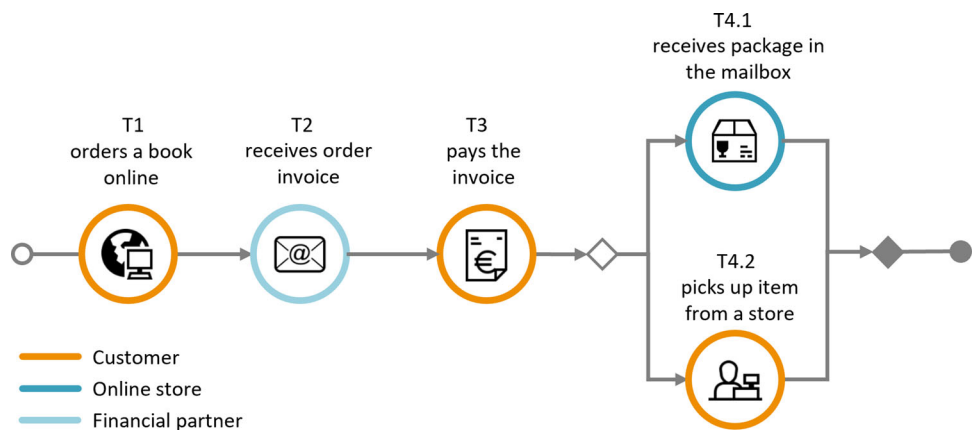 T1
orders a book
online
T2
receives order
invoice
@
T3
pays the
invoice
€
T4.1
receives package in
the mailbox
T4.2
picks up item
from a store
Customer
Online store
Financial partner